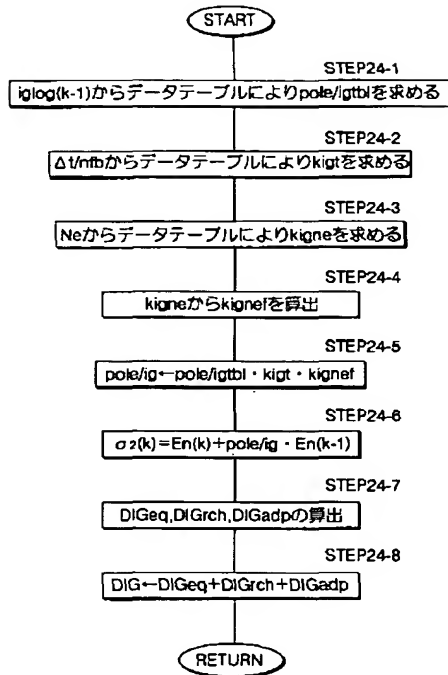 START
STEP24-1
iglog(k-1)からデータテーブルによりpole/igtblを求める
STEP24-2
Δt/nfbからデータテーブルによりkigtを求める
STEP24-3
Neからデータテーブルによりkigneを求める
STEP24-4
kigneからkignefを算出
STEP24-5
pole/ig←pole/igtbl・kigt・kignef
STEP24-6
σ2(k)=En(k)+pole/ig・En(k-1)
STEP24-7
DIGeq,DIGrch,DIGadpの算出
STEP24-8
DIG←DIGeq+DIGrch+DIGadp
RETURN